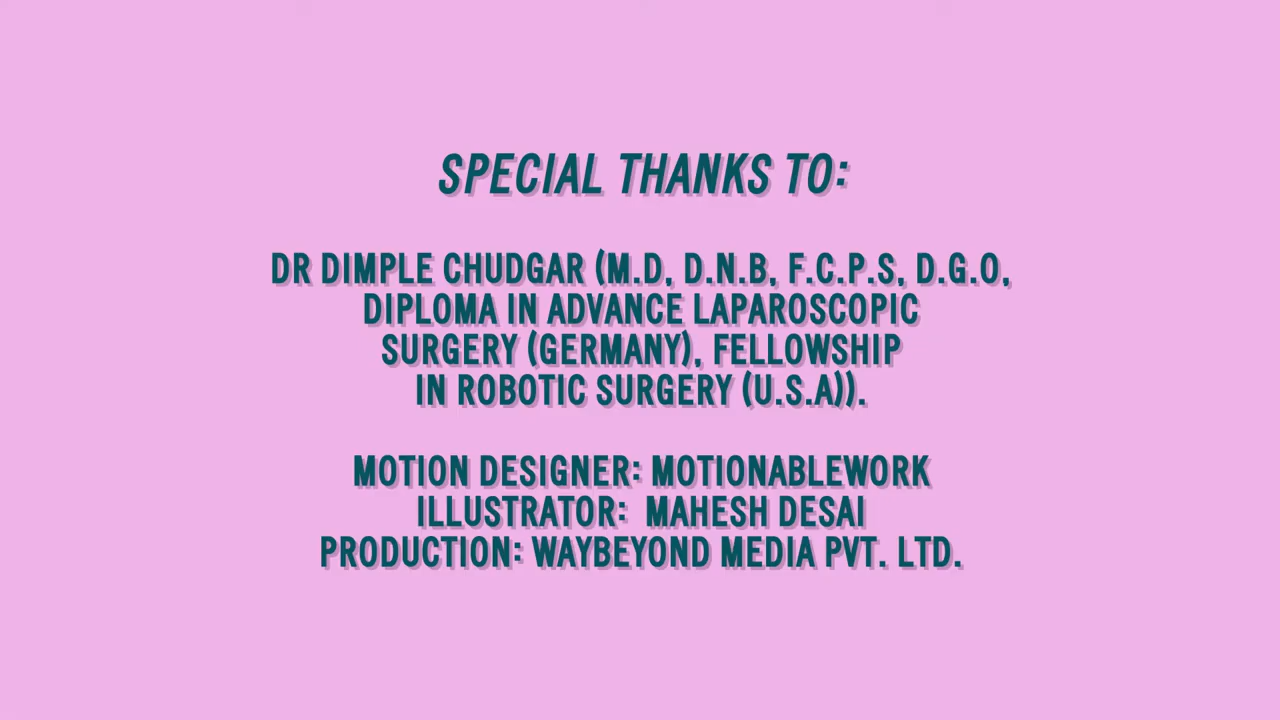 SPECIAL THANKS TO:
DR DIMPLE CHUDGAR (M.D, D.N.B, F.C.P.S, D.G.O,
DIPLOMA IN ADVANCE LAPAROSCOPIC
SURGERY (GERMANY), FELLOWSHIP
IN ROBOTIC SURGERY (U.S.A)).
MOTION DESIGNER: MOTIONABLEWORK
ILLUSTRATOR: MAHESH DESAI
PRODUCTION: WAYBEYOND MEDIA PVT. LTD.